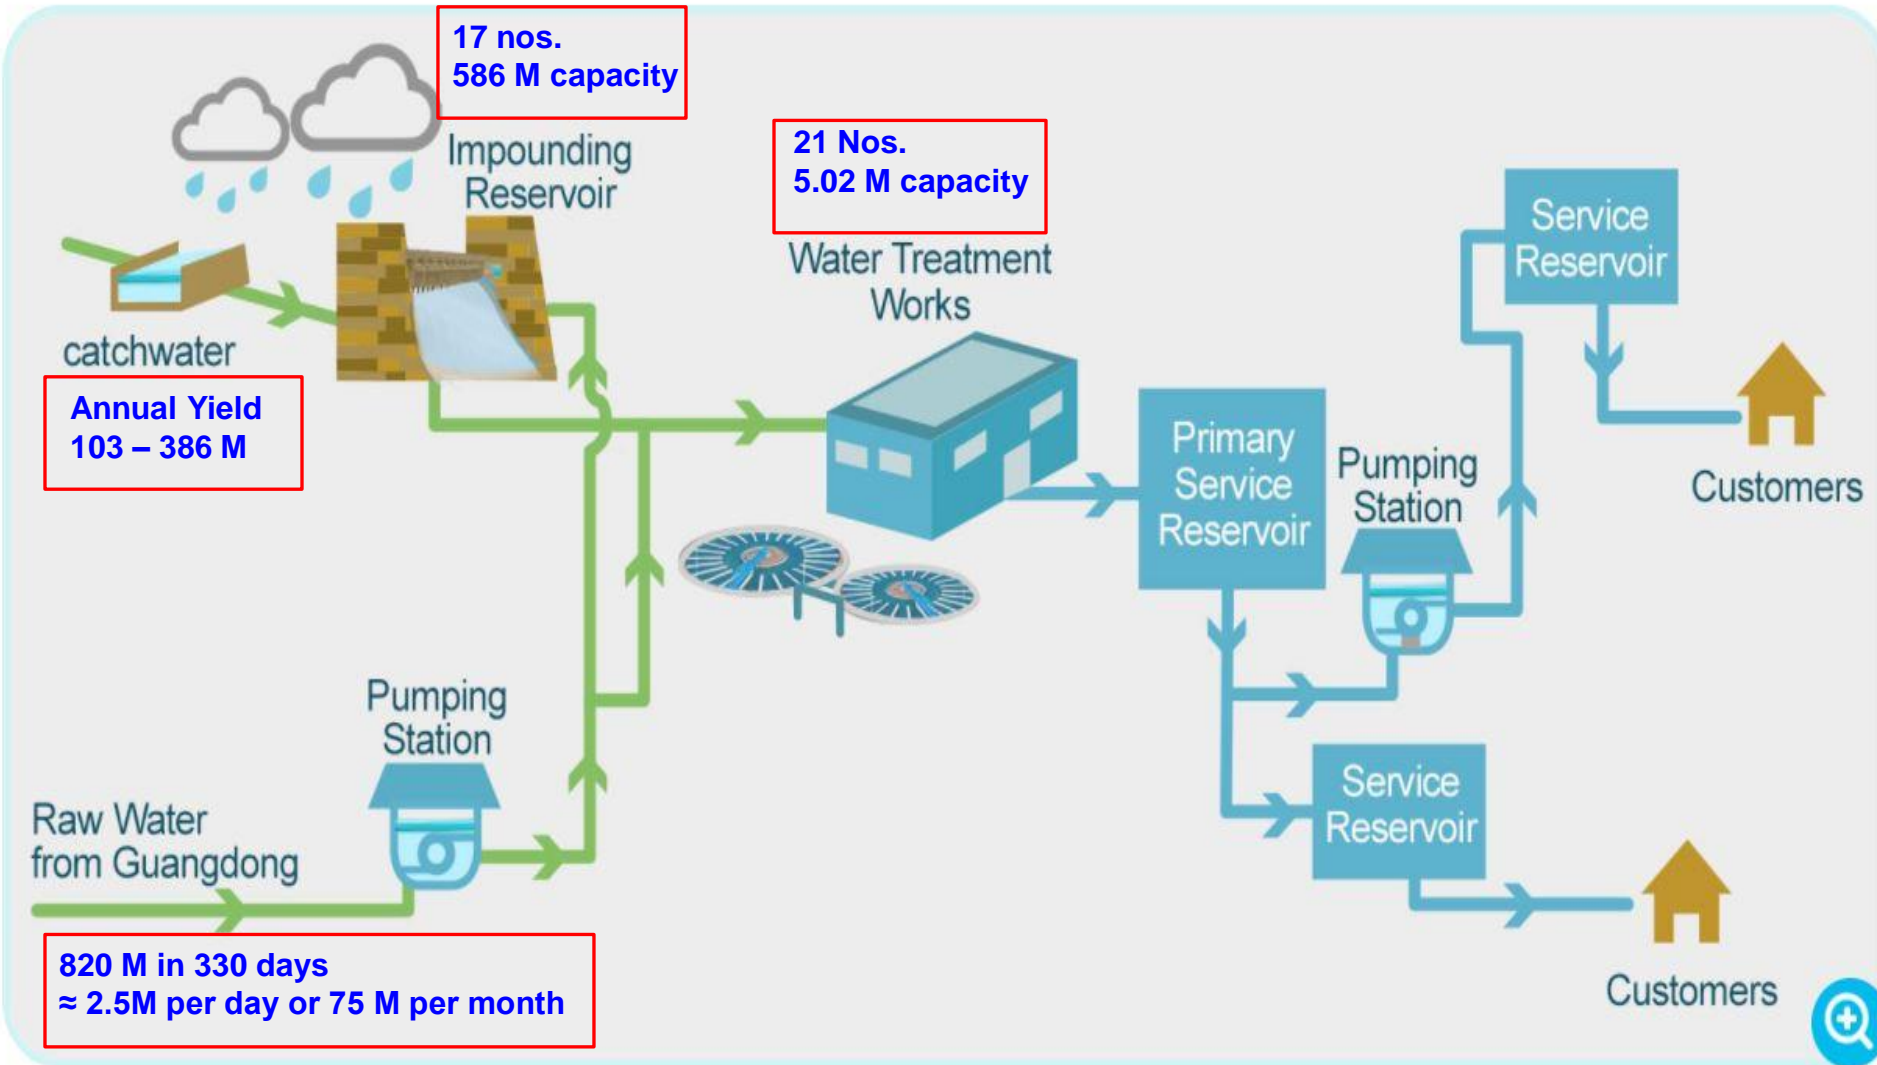 17 nos.
586 M capacity
Impounding
Reservoir
21 Nos.
5.02 M capacity
Water Treatment
Works
catchwater
Annual Yield
103 – 386 M
Service
Reservoir
Customers
Primary
Service
Reservoir
Pumping
Station
Pumping
Station
Raw Water
from Guangdong
820 M in 330 days
≈ 2.5M per day or 75 M per month
Service
Reservoir
Customers